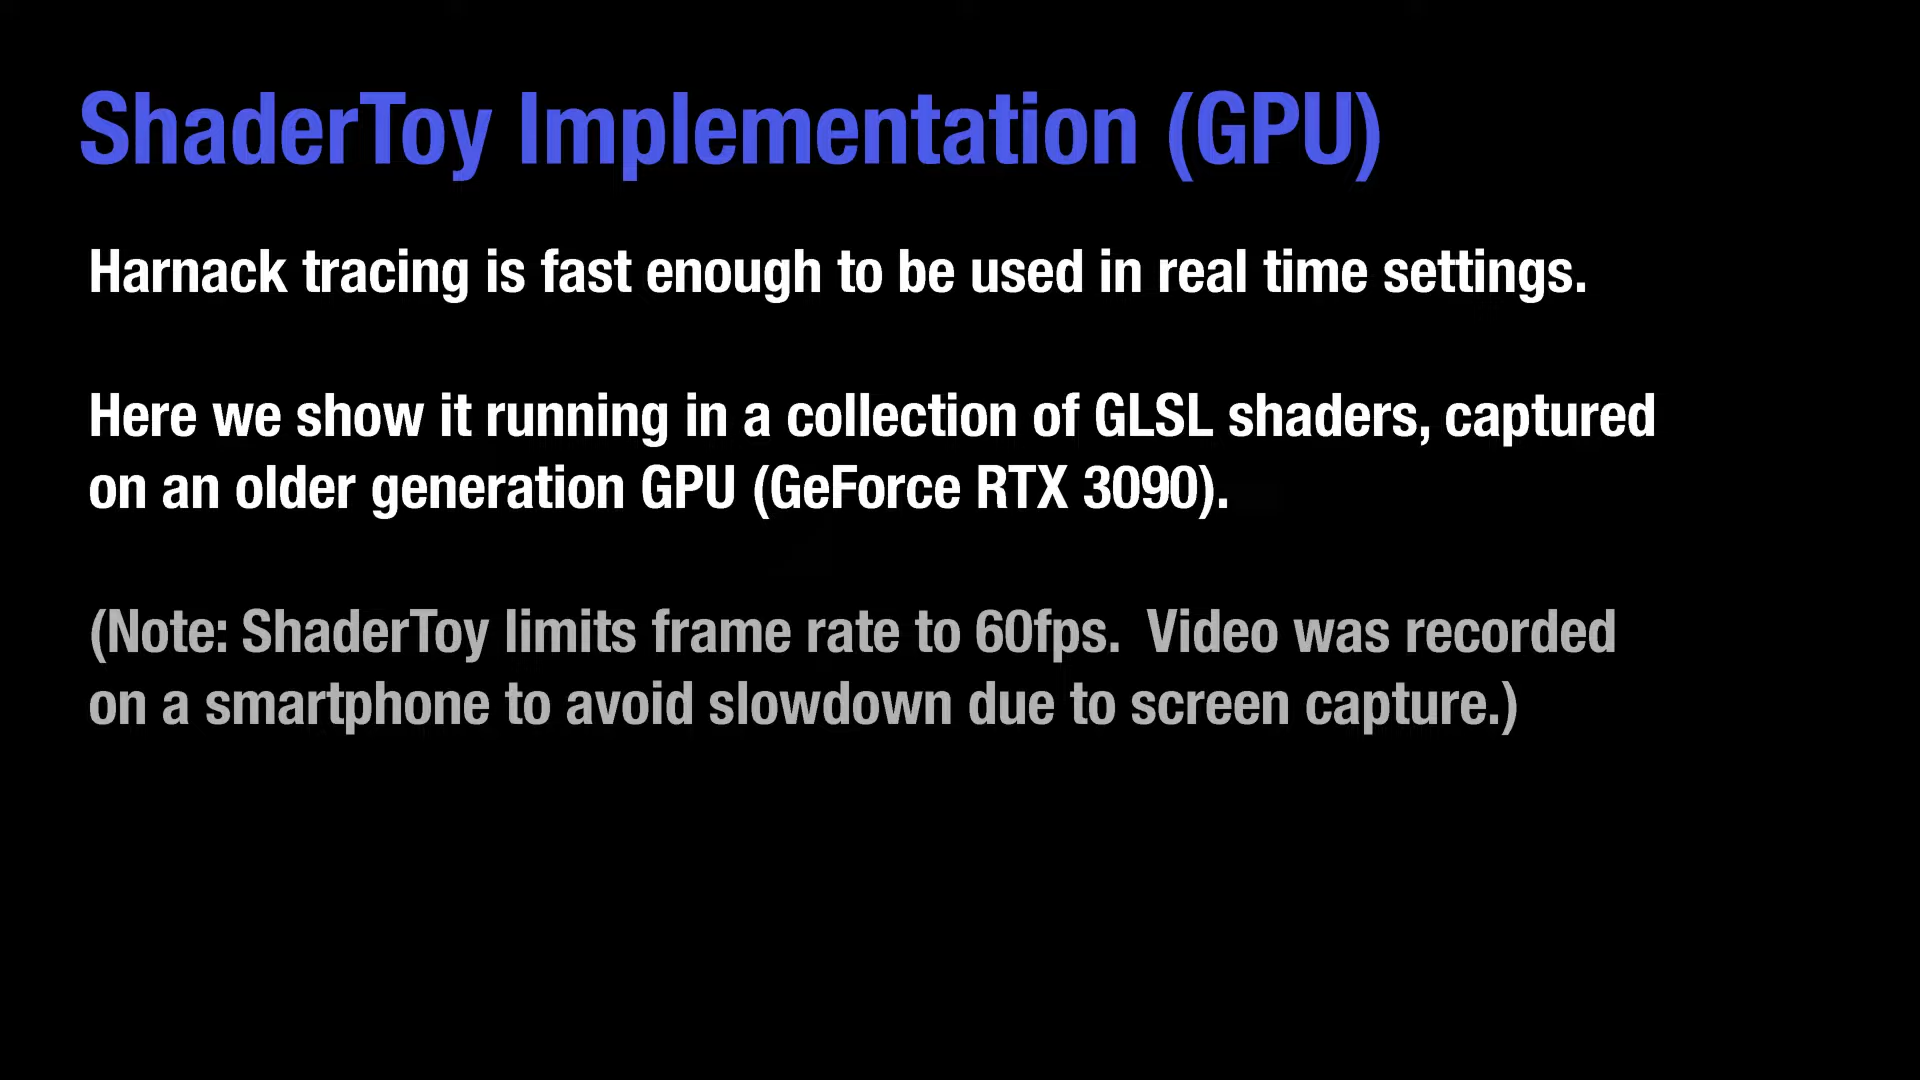 ShaderToy Implementation (GPU)
Harnack tracing is fast enough to be used in real time settings.
Here we show it running in a collection of GLSL shaders, captured
on an older generation GPU (GeForce RTX 3090).
(Note: ShaderToy limits frame rate to 60fps.  Video was recorded
on a smartphone to avoid slowdown due to screen capture.)